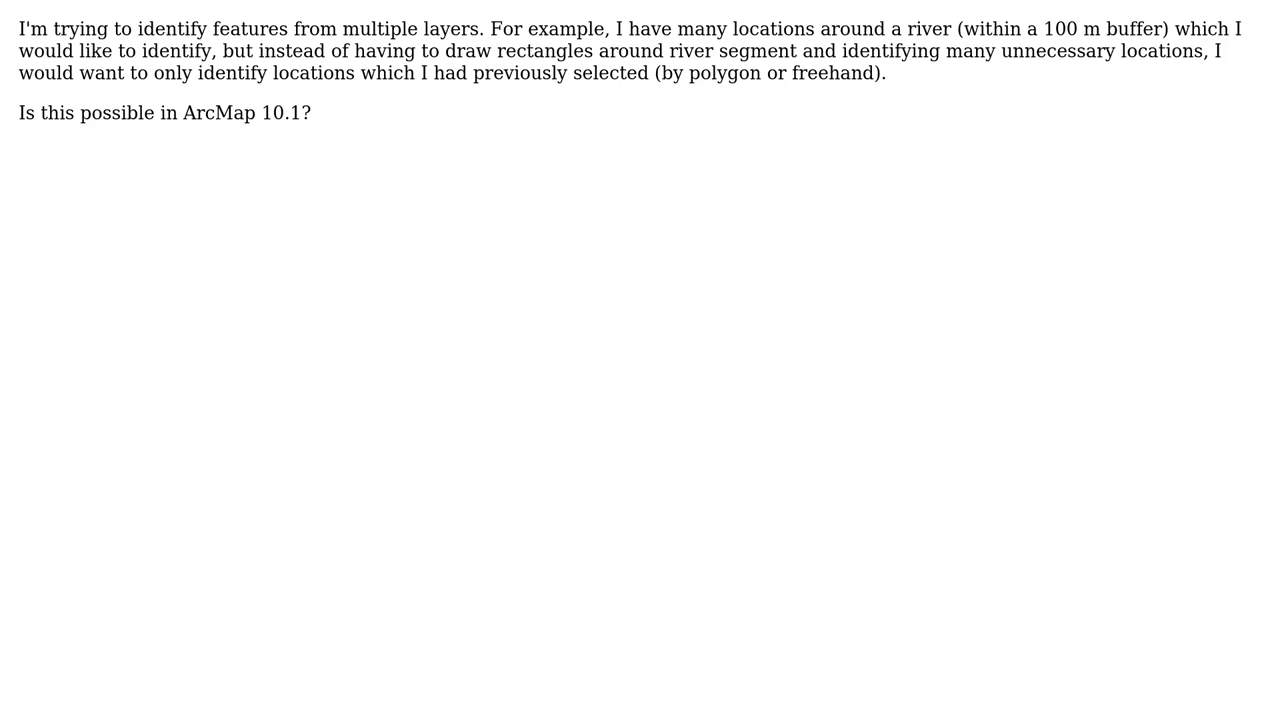 I'm trying to identify features from multiple layers. For example, I have many locations around a river (within a 100 m buffer) which I
would like to identify, but instead of having to draw rectangles around river segment and identifying many unnecessary locations, I
would want to only identify locations which I had previously selected (by polygon or freehand).
Is this possible in ArcMap 10.1?